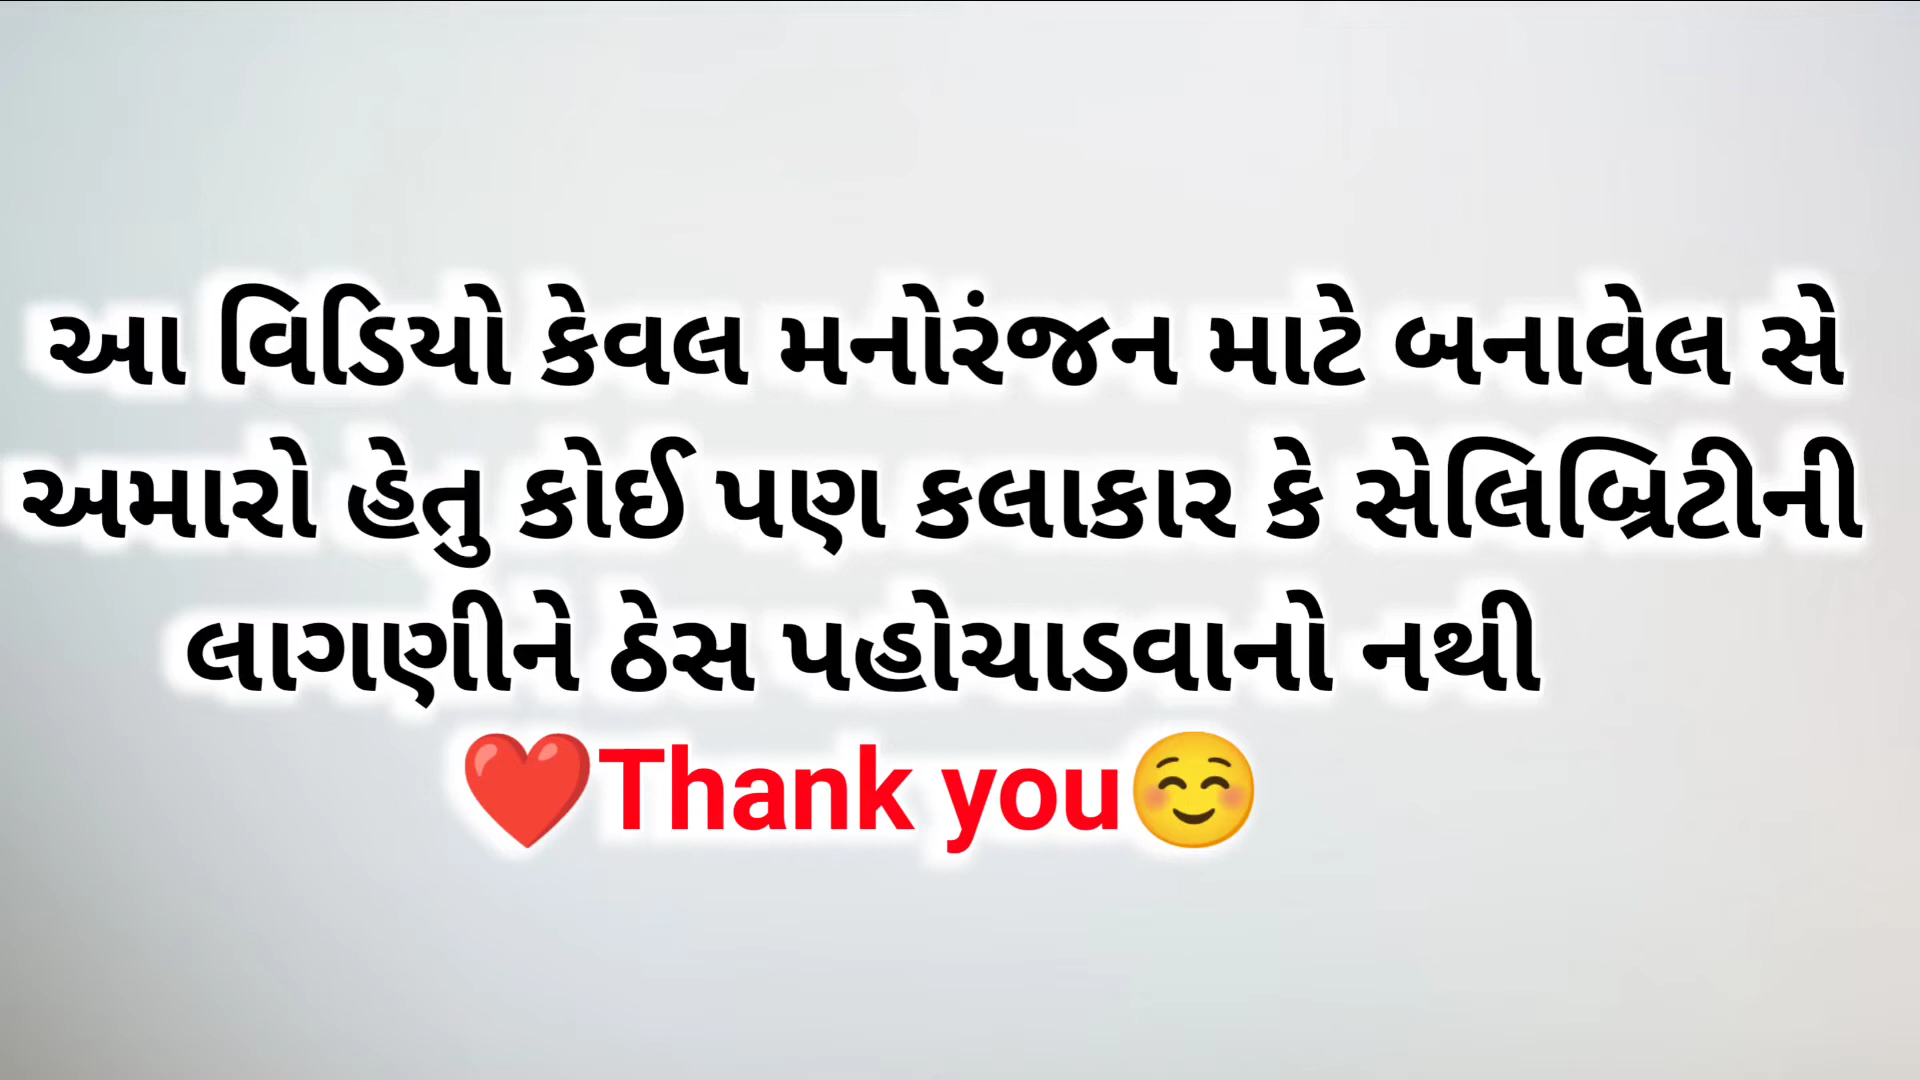 આ વિડિયો કેવલ મનોરંજન માટે બનાવેલ સે
અમારો હેતુ કોઈ પણ કલાકાર કે સેલિબ્રિટીની
લાગણીને ઠેસ પહોચાડવાનો નથી
❤️Thank you☺️